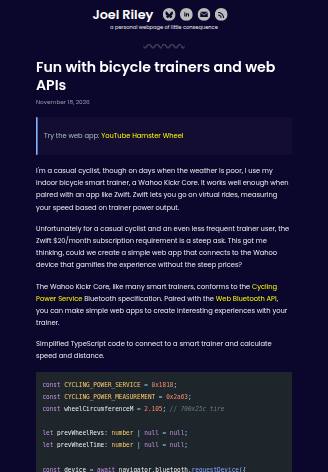 Joel Riley
a personal webpage of little consequence
Fun with bicycle trainers and web
APIs
November 18, 2020
Try the web app: YouTube Hamster Wheel
I'm a casual cyclist, though on days when the weather is poor, I use my
indoor bicycle smart trainer, a Wahoo Kickr Core. It works well enough when
paired with an app like Zwift. Zwift lets you go on virtual rides, measuring
your speed based on trainer power output.
Unfortunately for a casual cyclist and an even less frequent trainer user, the
Zwift $20/month subscription requirement is a steep ask. This got me
thinking, could we create a simple web app that connects to the Wahoo
device that gamifies the experience without the steep prices?
The Wahoo Kickr Core, like many smart trainers, conforms to the Cycling
Power Service Bluetooth specification. Paired with the Web Bluetooth API,
you can make simple web apps to create interesting experiences with your
trainer.
Simplified TypeScript code to connect to a smart trainer and calculate
speed and distance.
const CYCLING_POWER_SERVICE = 0x1818;
const CYCLING_POWER_MEASUREMENT = 0x2a63;
const wheelCircumferenceM = 2.105; // 700x25c tire
let prevWheelRevs: number | null = null;
let prevWheelTime: number | null = null;
const device = await navigator.bluetooth.requestDevice({